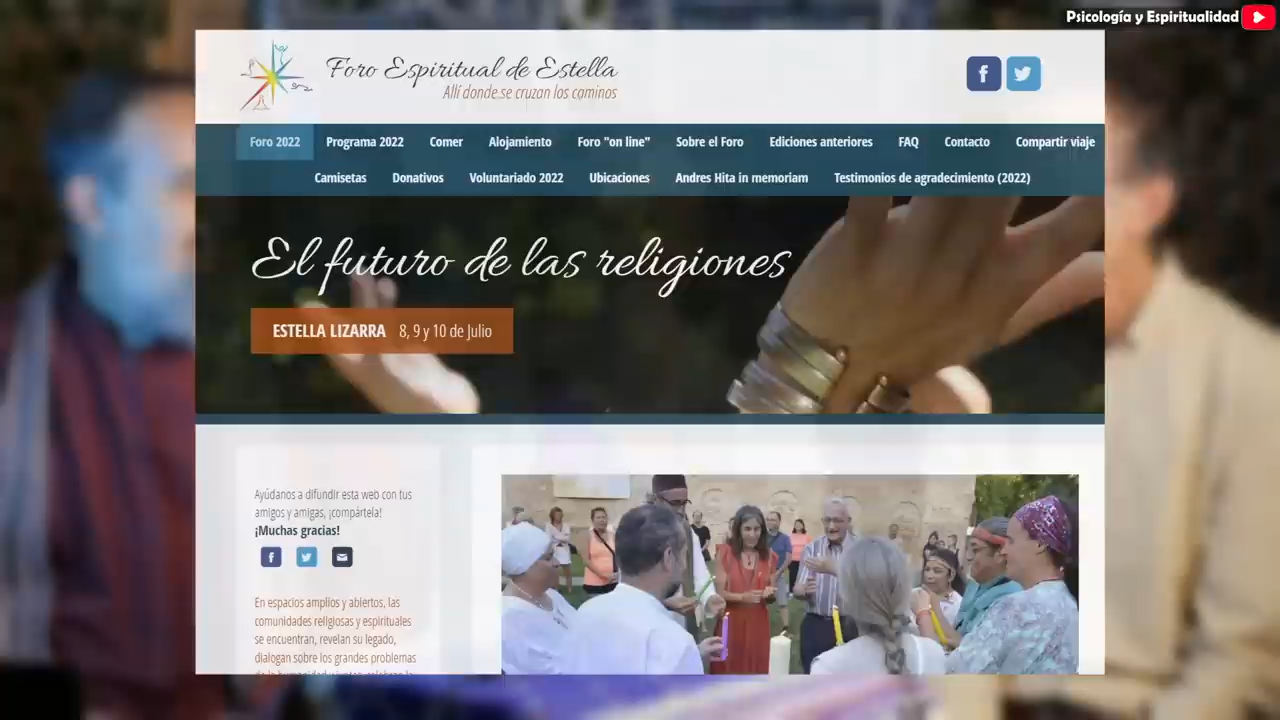 Psicología y Espiritualidad
Foro Espiritual de Estella
Allí donde se cruzan los caminos
Foro 2022 Programa 2022 Comer Alojamiento Foro "on line" Sobre el Foro Ediciones anteriores FAQ Contacto Compartir viaje
Camisetas Donativos Voluntariado 2022 Ubicaciones Andres Hita in memoriam Testimonios de agradecimiento (2022)
El futuro de las religiones
ESTELLA LIZARRA 8, 9 y 10 de Julio
Ayúdanos a difundir esta web con tus
amigos y amigas, ¡compártela!
¡Muchas gracias!
En espacios amplios y abiertos, las
comunidades religiosas y espirituales
se encuentran, revelan su legado,
dialogan sobre los grandes problemas